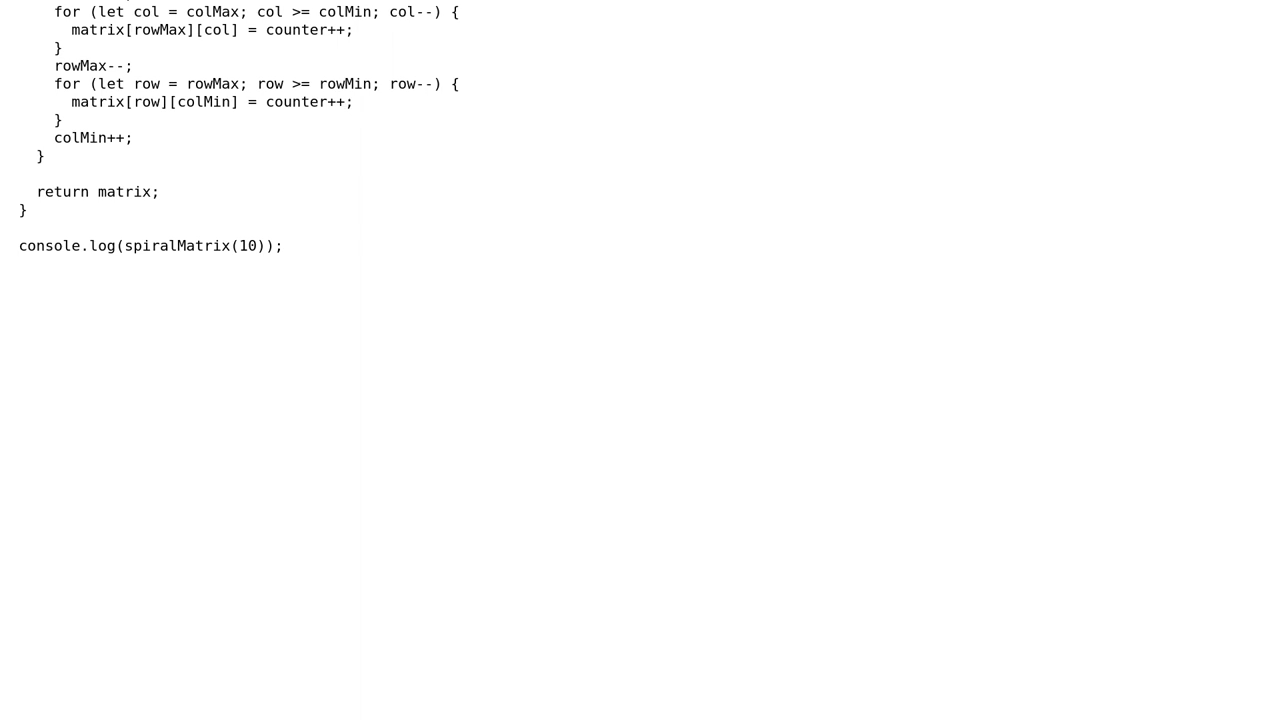 for (let col = colMax; col >= colMin; col--) {
matrix[rowMax][col] = counter++;
}
rowMax--;
for (let row = rowMax; row >= rowMin; row--) {
matrix[row][colMin] = counter++;
}
colMin++;
}
return matrix;
}
console.log(spiralMatrix(10));